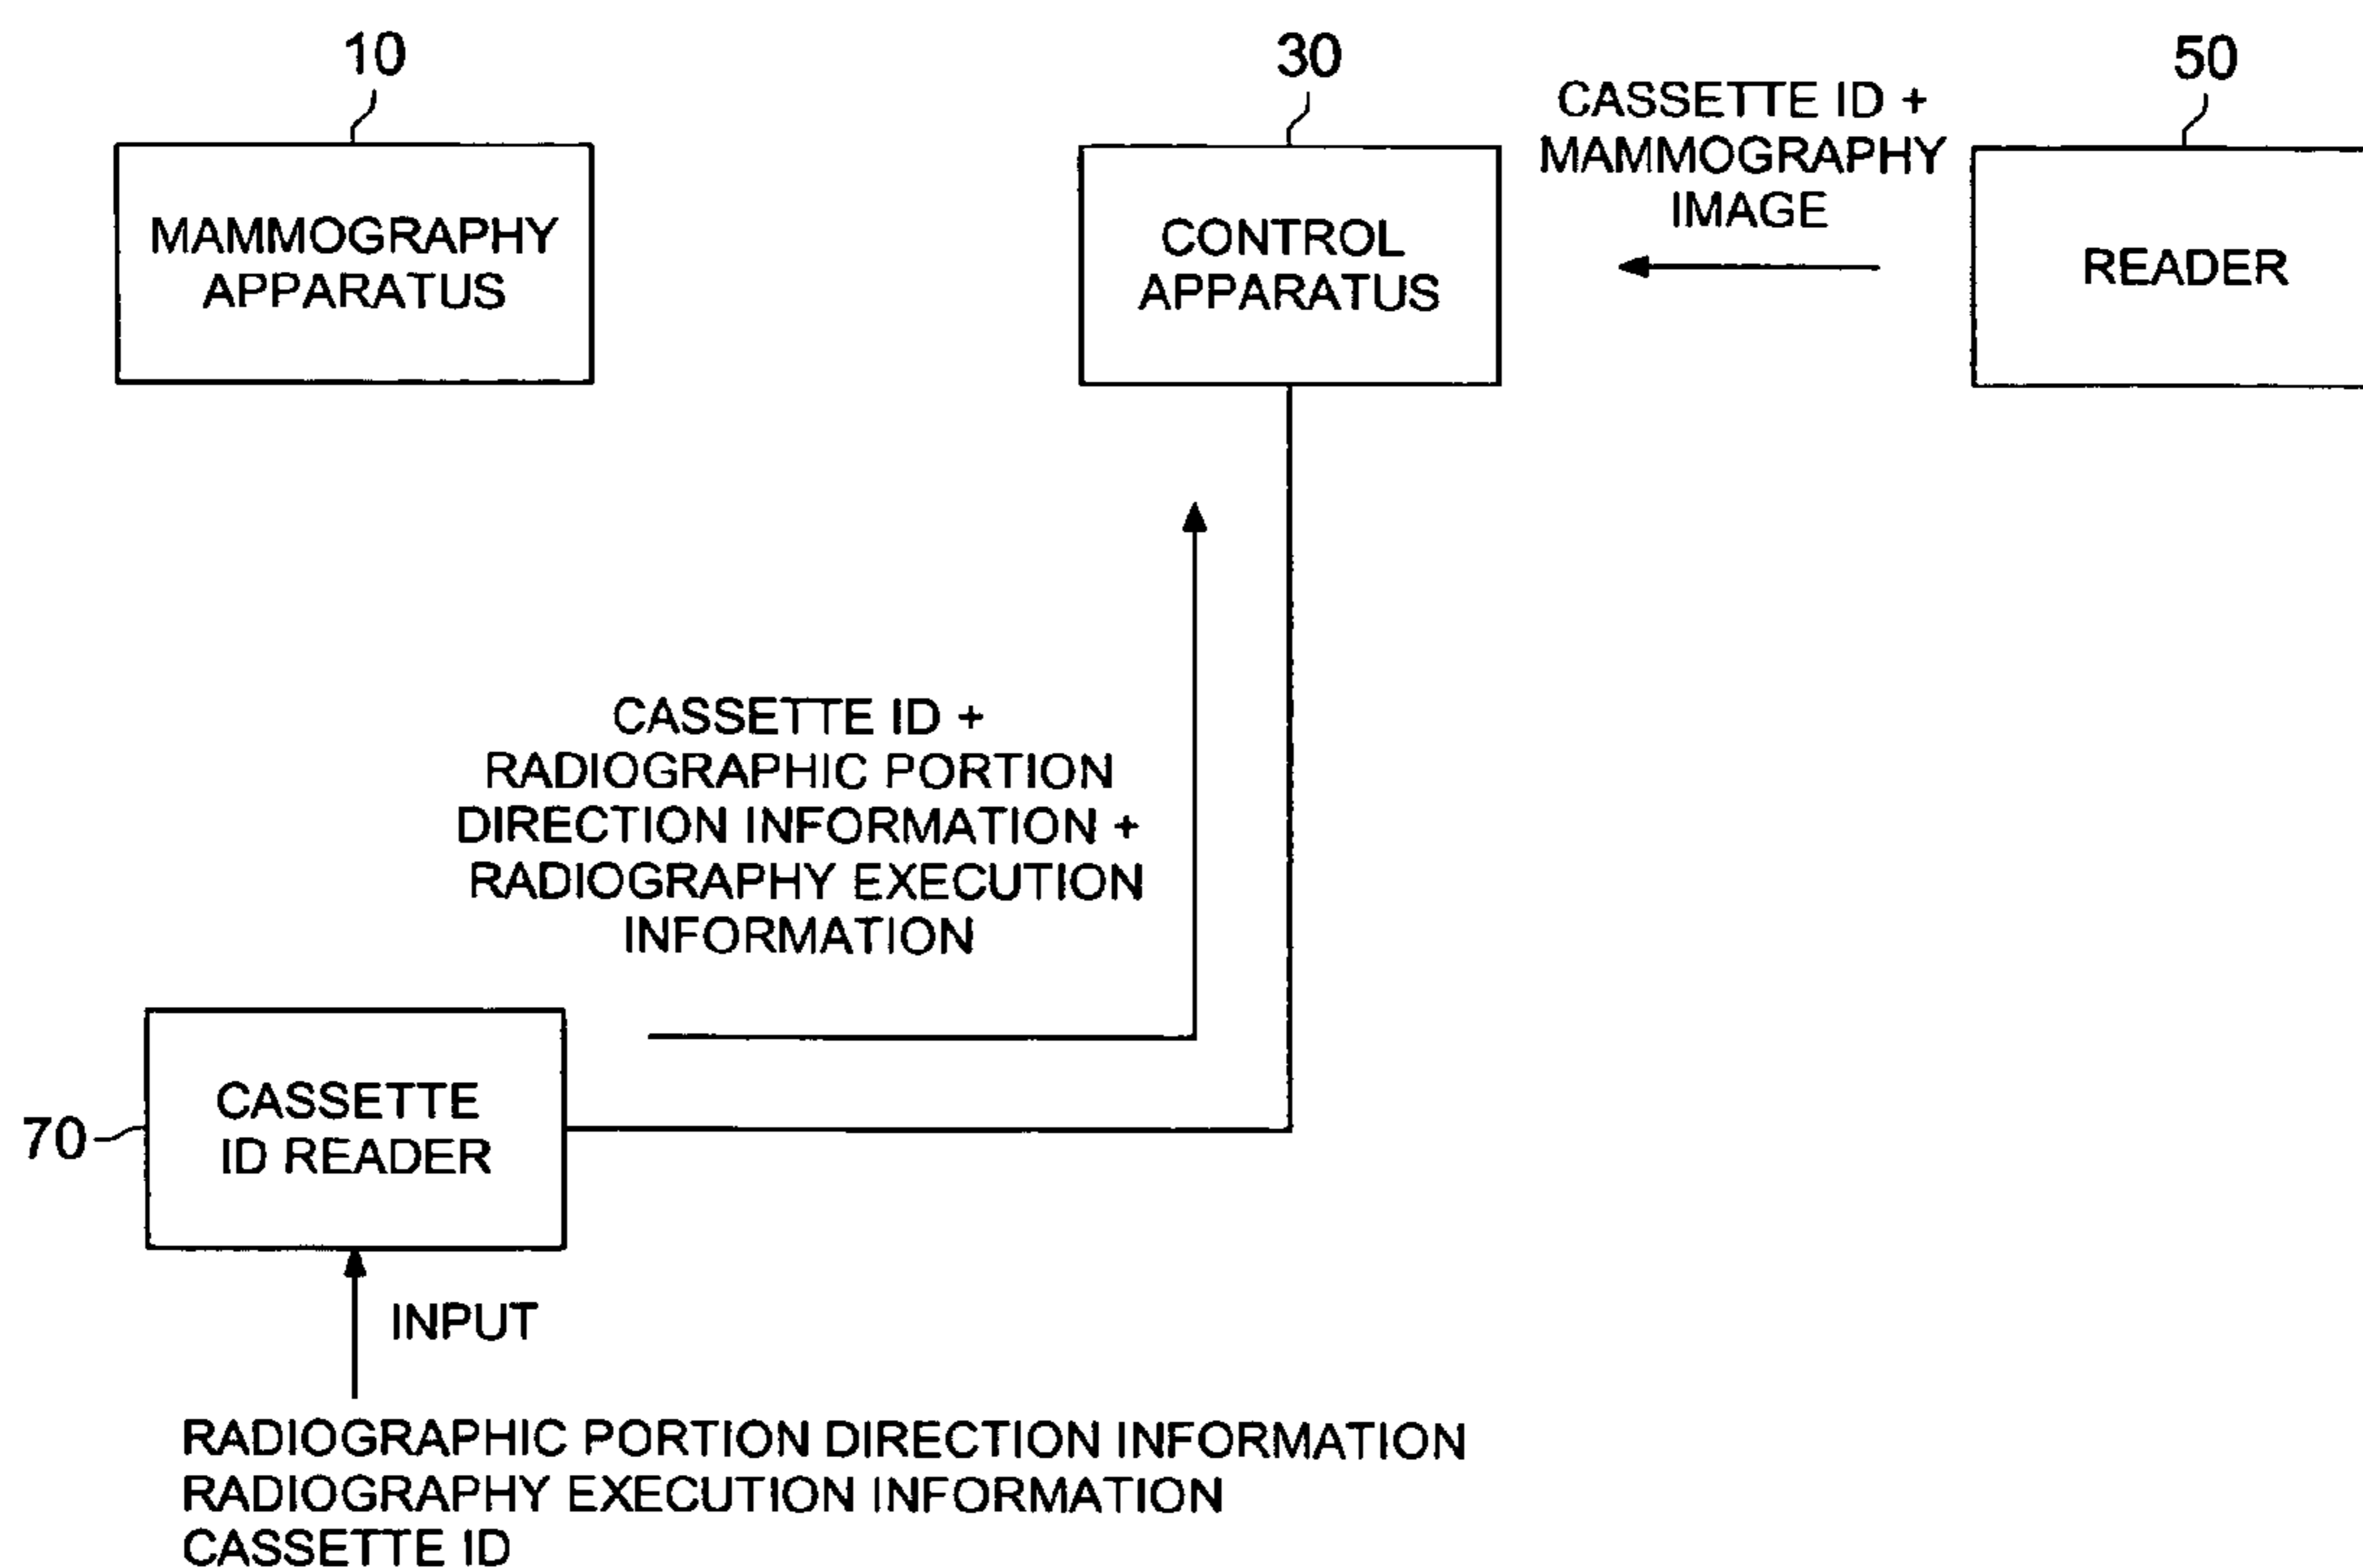 10
30
50
MAMMOGRAPHY
APPARATUS
CONTROL
APPARATUS
CASSETTE ID +
MAMMOGRAPHY
IMAGE
READER
CASSETTE ID +
RADIOGRAPHIC PORTION
DIRECTION INFORMATION +
RADIOGRAPHY EXECUTION
INFORMATION
70
CASSETTE
ID READER
INPUT
RADIOGRAPHIC PORTION DIRECTION INFORMATION
RADIOGRAPHY EXECUTION INFORMATION
CASSETTE ID